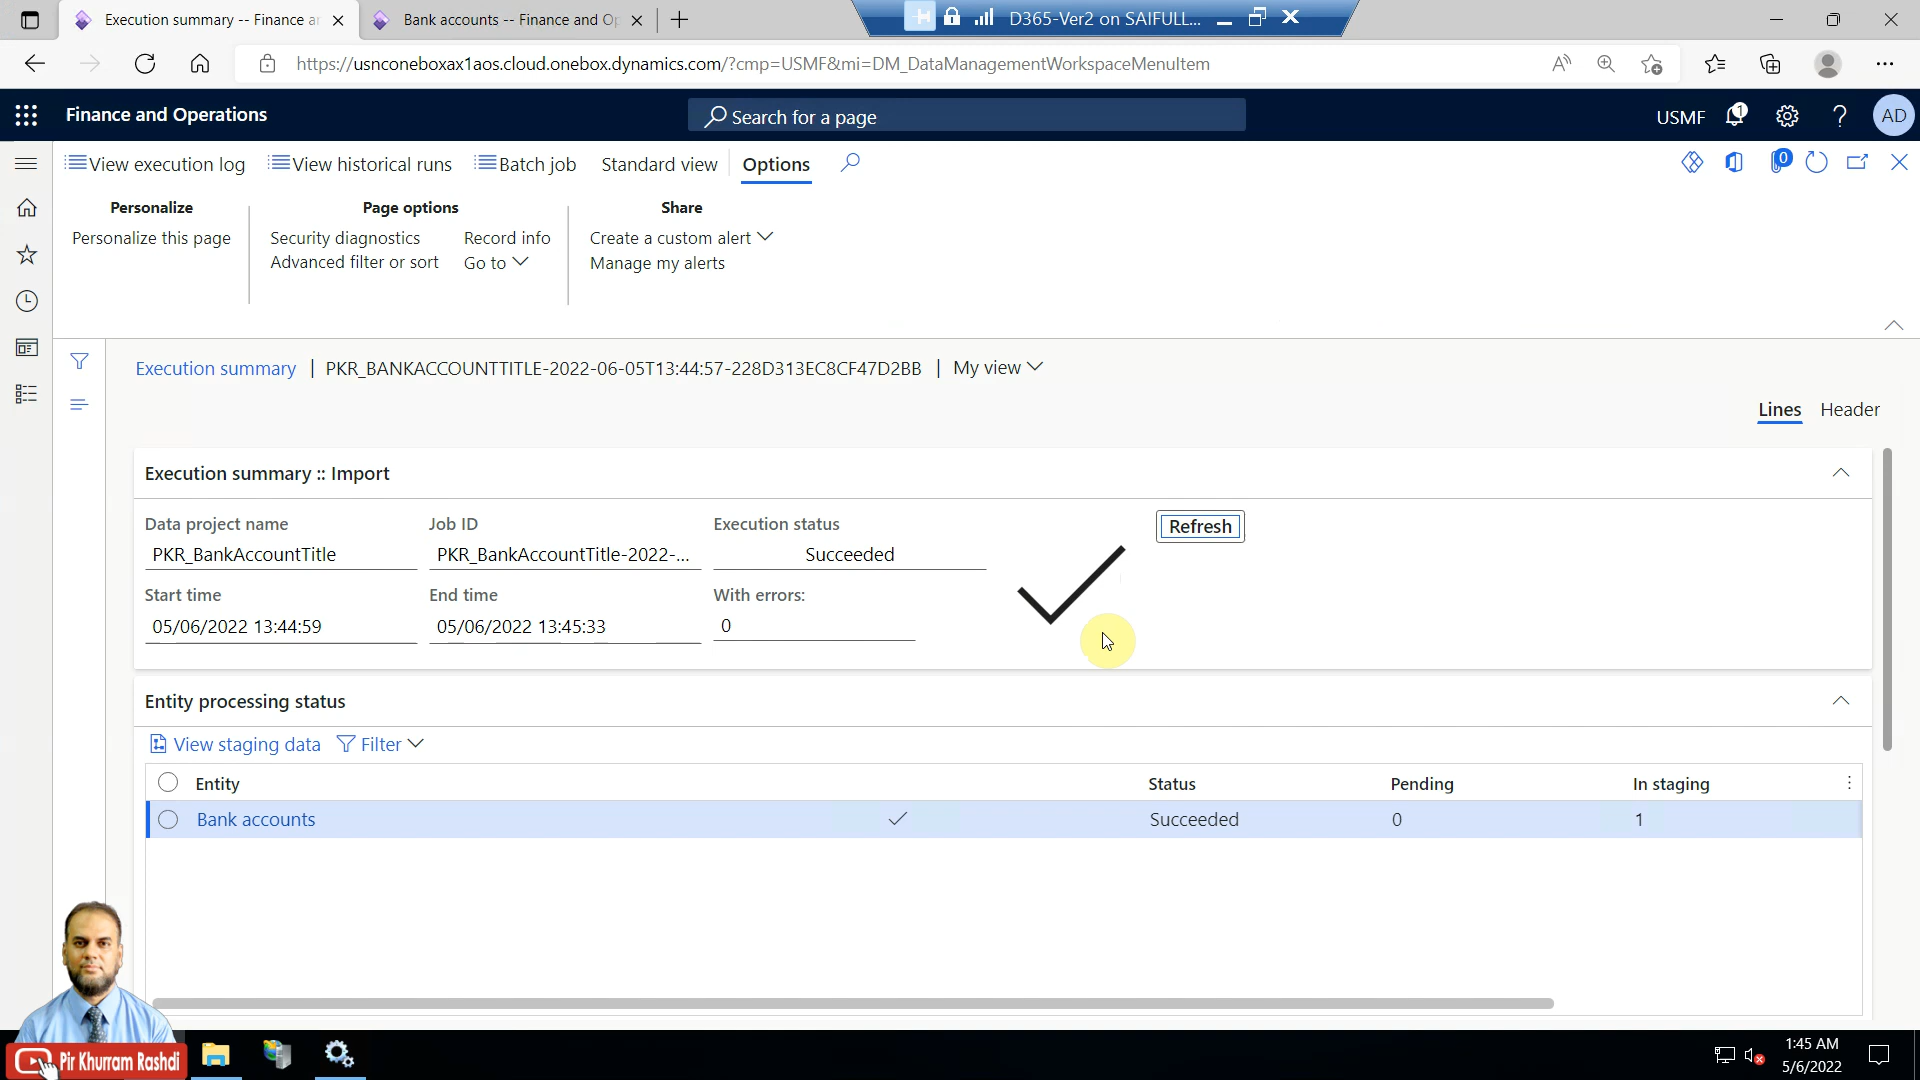 Execution summary -- Finance a
Bank accounts -- Finance and O
D365-Ver2 on SAIFULL...
https://usnconeboxax1aos.cloud.onebox.dynamics.com/?cmp=USMF&mi=DM_DataManagementWorkspaceMenuItem
Finance and Operations
Search for a page
USMF
1
?
AD
View execution log
View historical runs
Batch job
Standard view
Options
0
Personalize
Page options
Share
Personalize this page
Security diagnostics
Record info
Create a custom alert
Advanced filter or sort
Go to
Manage my alerts
Execution summary | PKR_BANKACCOUNTTITLE-2022-06-05T13:44:57-228D313EC8CF47D2BB | My view
Lines
Header
Execution summary :: Import
Data project name
Job ID
Execution status
Refresh
PKR_BankAccountTitle
PKR_BankAccountTitle-2022-...
Succeeded
Start time
End time
With errors:
05/06/2022 13:44:59
05/06/2022 13:45:33
0
Entity processing status
View staging data
Filter
Entity
Status
Pending
In staging
Bank accounts
Succeeded
0
1
Pir Khurram Rashdi
1:45 AM
5/6/2022